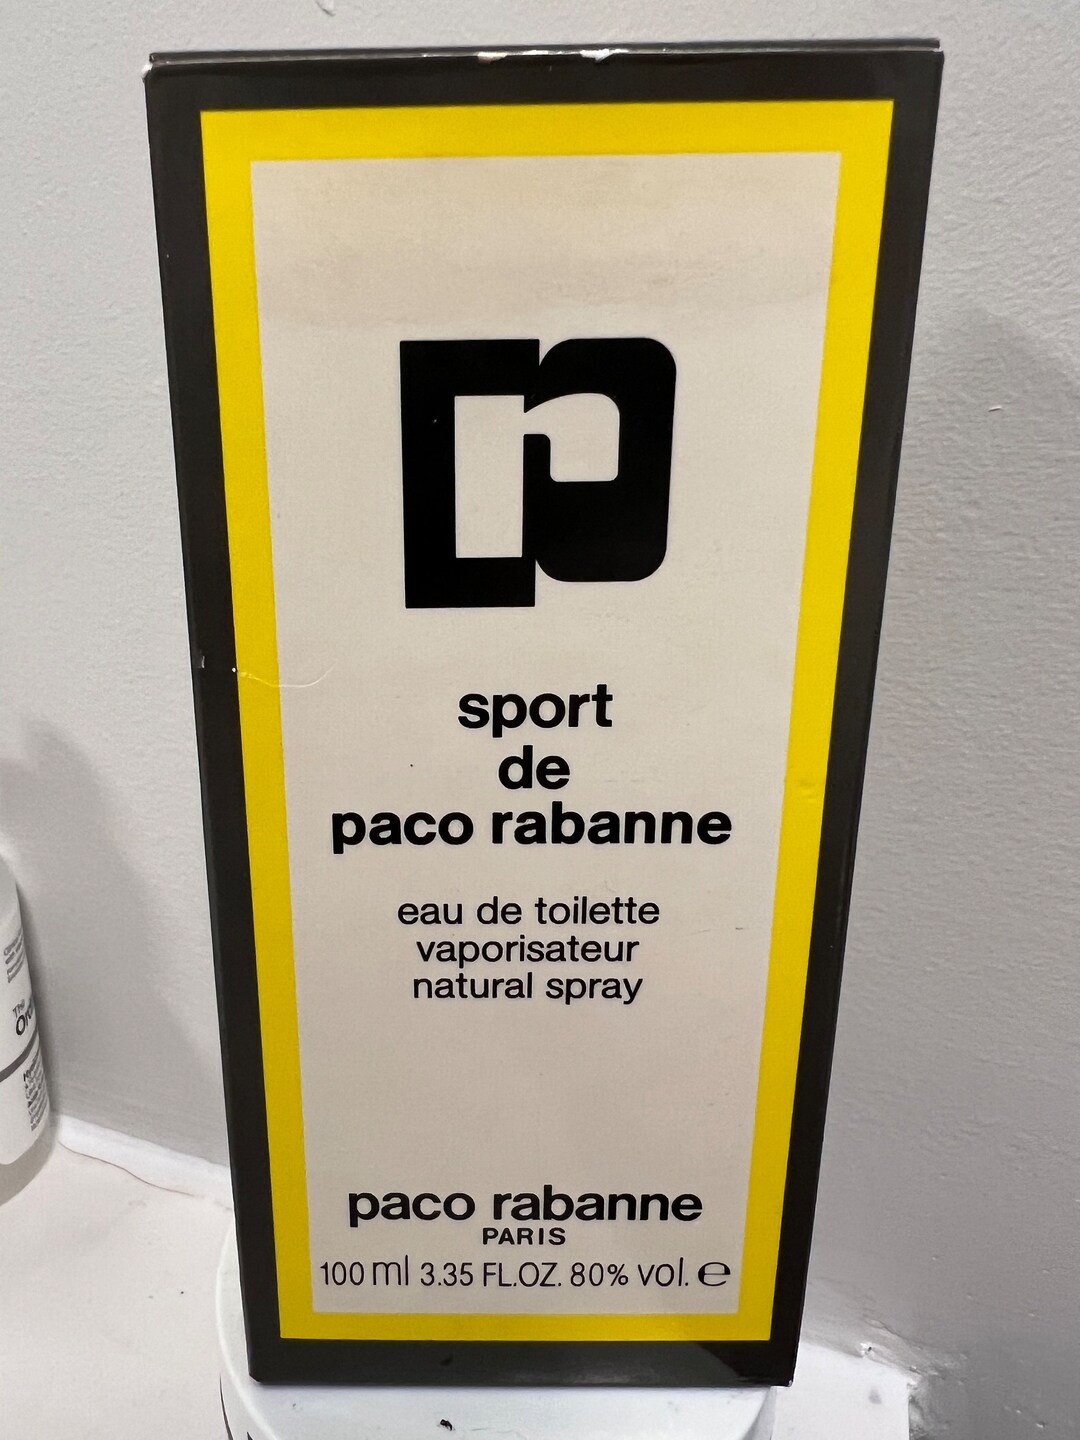 sport
de
paco rabanne
eau de toilette
vaporisateur
natural spray
paco rabanne
PARIS
100 ml 3.35 FL.OZ. 80% vol. ℮
The